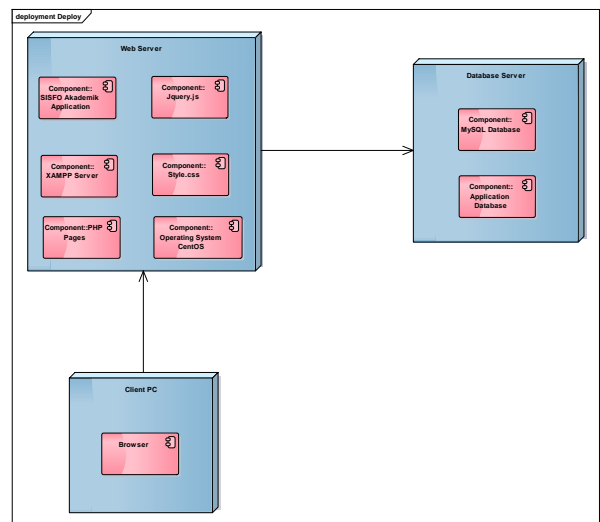 deployment Deploy
Web Server
Component::
SISFO Akademik
Application
Component::
Jquery.js
Component::
XAMPP Server
Component::
Style.css
Component::PHP
Pages
Component::
Operating System
CentOS
Database Server
Component::
MySQL Database
Component::
Application
Database
Client PC
Browser